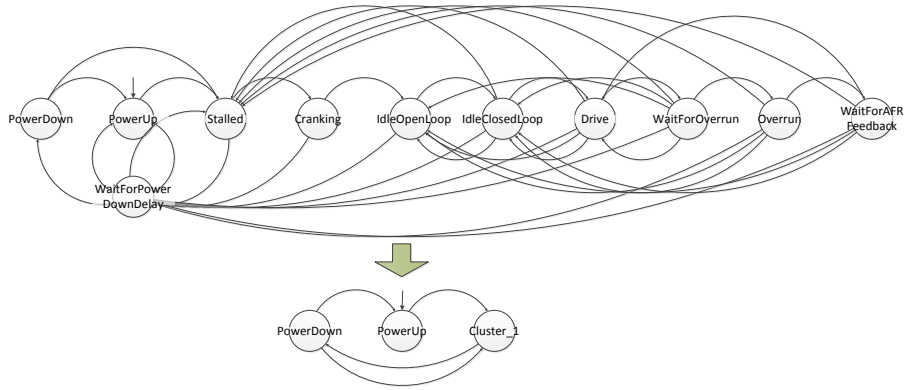 PowerDown
PowerUp
Stalled
Cranking
IdleOpenLoop
IdleClosedLoop
Drive
WaitForOverrun
Overrun
WaitForAFR
Feedback
WaitForPower
DownDelay
PowerDown
PowerUp
Cluster_1